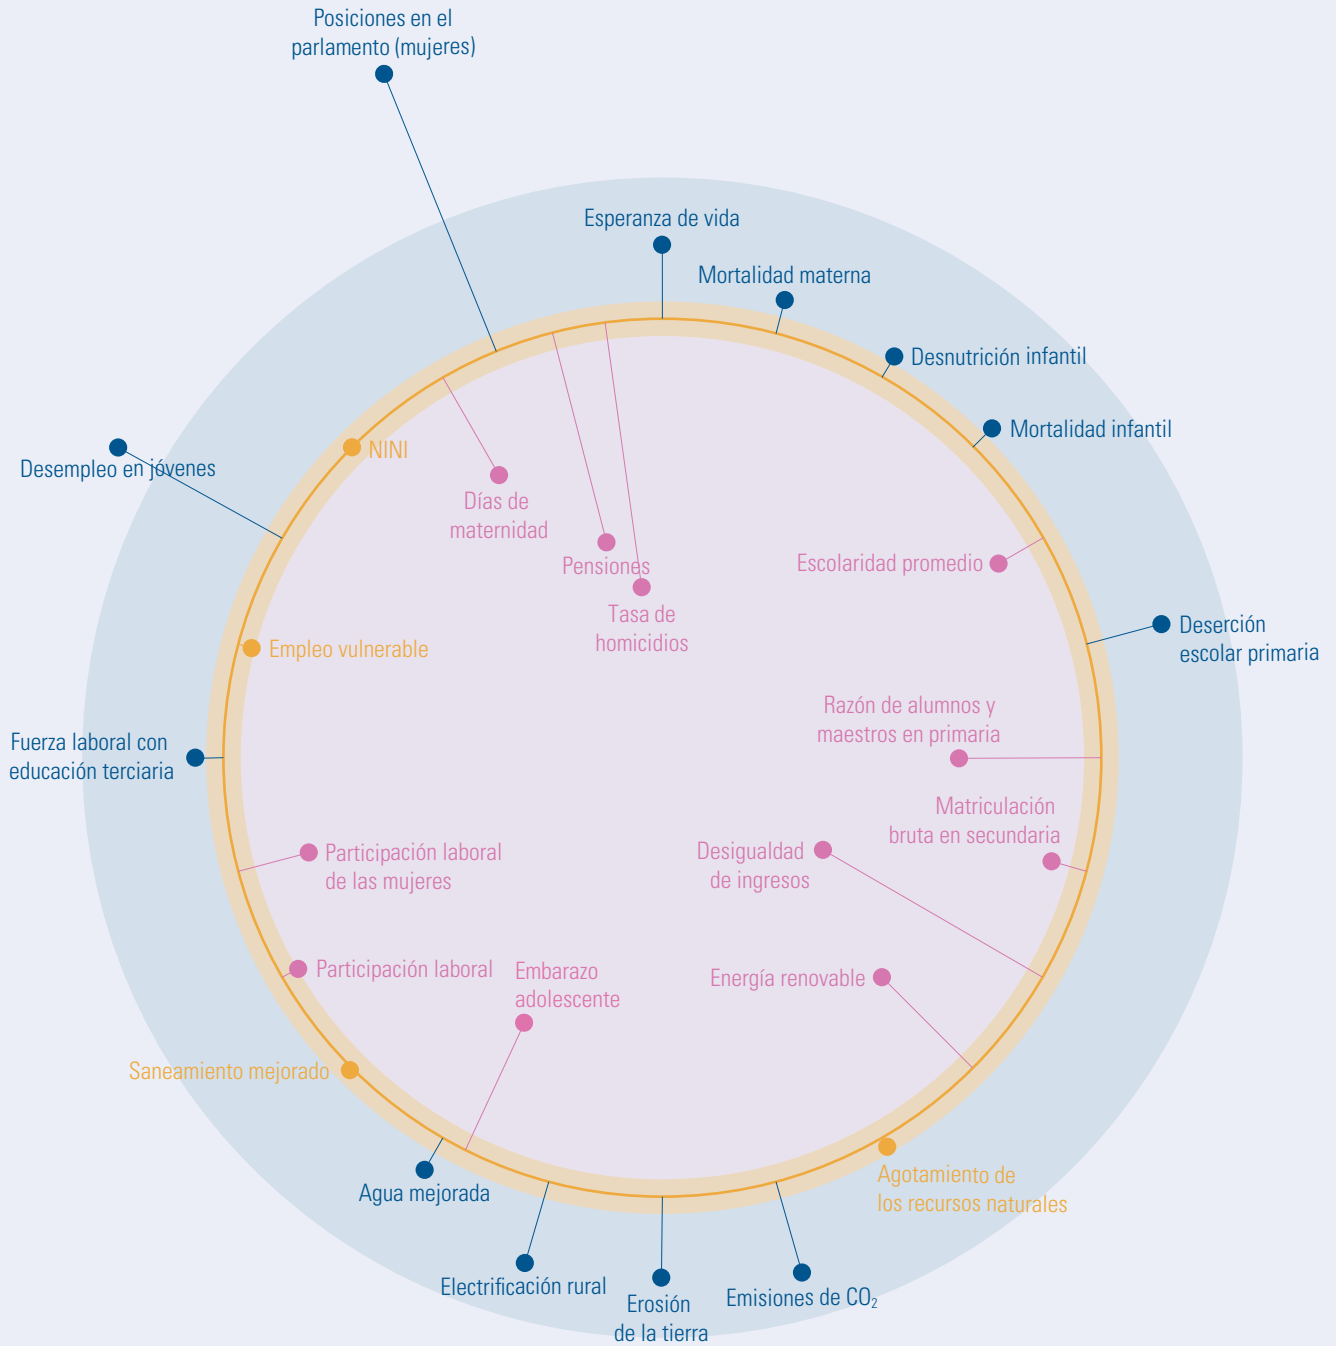 Posiciones en el
parlamento (mujeres)
Esperanza de vida
Mortalidad materna
Desnutrición infantil
Mortalidad infantil
NINI
Desempleo en jóvenes
Días de
maternidad
Pensiones
Escolaridad promedio
Tasa de
homicidios
Deserción
escolar primaria
Empleo vulnerable
Razón de alumnos y
maestros en primaria
Fuerza laboral con
educación terciaria
Matriculación
bruta en secundaria
Participación laboral
de las mujeres
Desigualdad
de ingresos
Participación laboral
Embarazo
adolescente
Energía renovable
Saneamiento mejorado
Agotamiento de
los recursos naturales
Agua mejorada
Electrificación rural
Erosión
de la tierra
Emisiones de CO₂